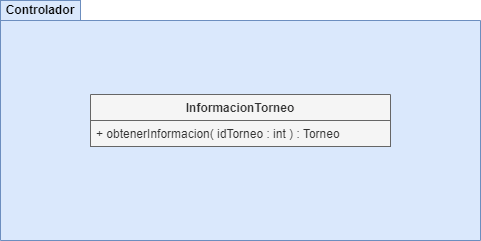 Controlador
InformacionTorneo
+ obtenerInformacion( idTorneo : int ) : Torneo